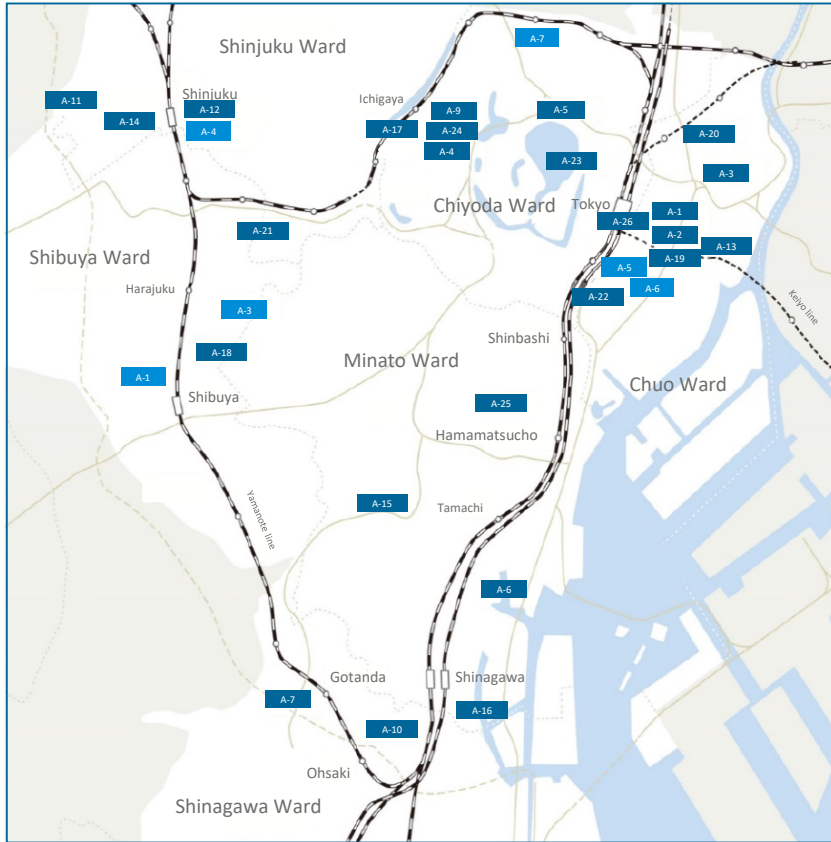 A-7
Shinjuku Ward
Shinjuku
A-11
A-14
A-12
A-4
Ichigaya
A-9
A-17
A-24
A-4
A-5
A-23
A-20
A-3
Chiyoda Ward
Tokyo
A-26
A-1
A-2
A-13
A-19
A-5
A-6
A-22
Keiyo line
A-21
Shibuya Ward
Harajuku
A-3
A-18
A-1
Shibuya
Shinbashi
Minato Ward
Chuo Ward
A-25
Hamamatsucho
A-15
Tamachi
Yamanote line
A-6
Gotanda
Shinagawa
A-7
A-16
A-10
Ohsaki
Shinagawa Ward